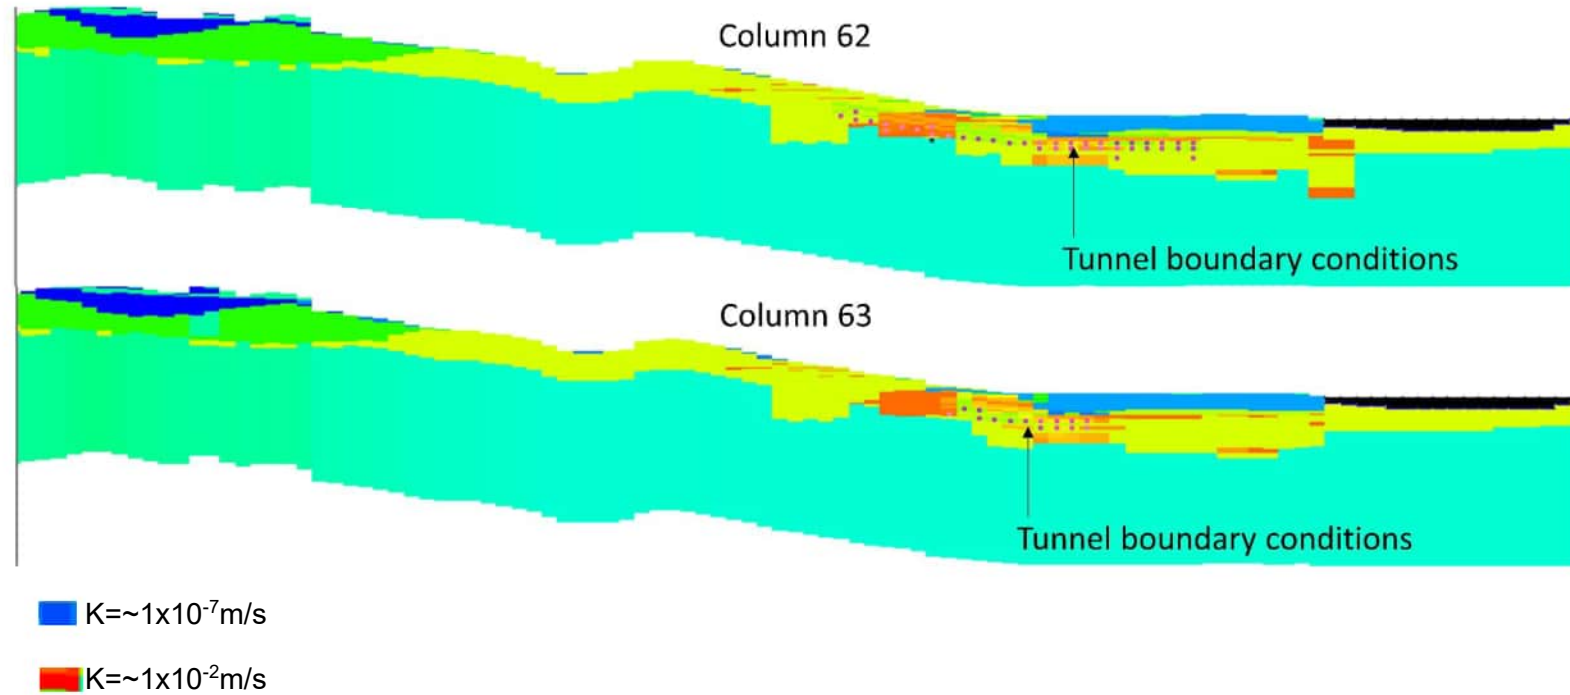 Column 62
Tunnel boundary conditions
Column 63
Tunnel boundary conditions
K=~1x10⁻⁷m/s
K=~1x10⁻²m/s